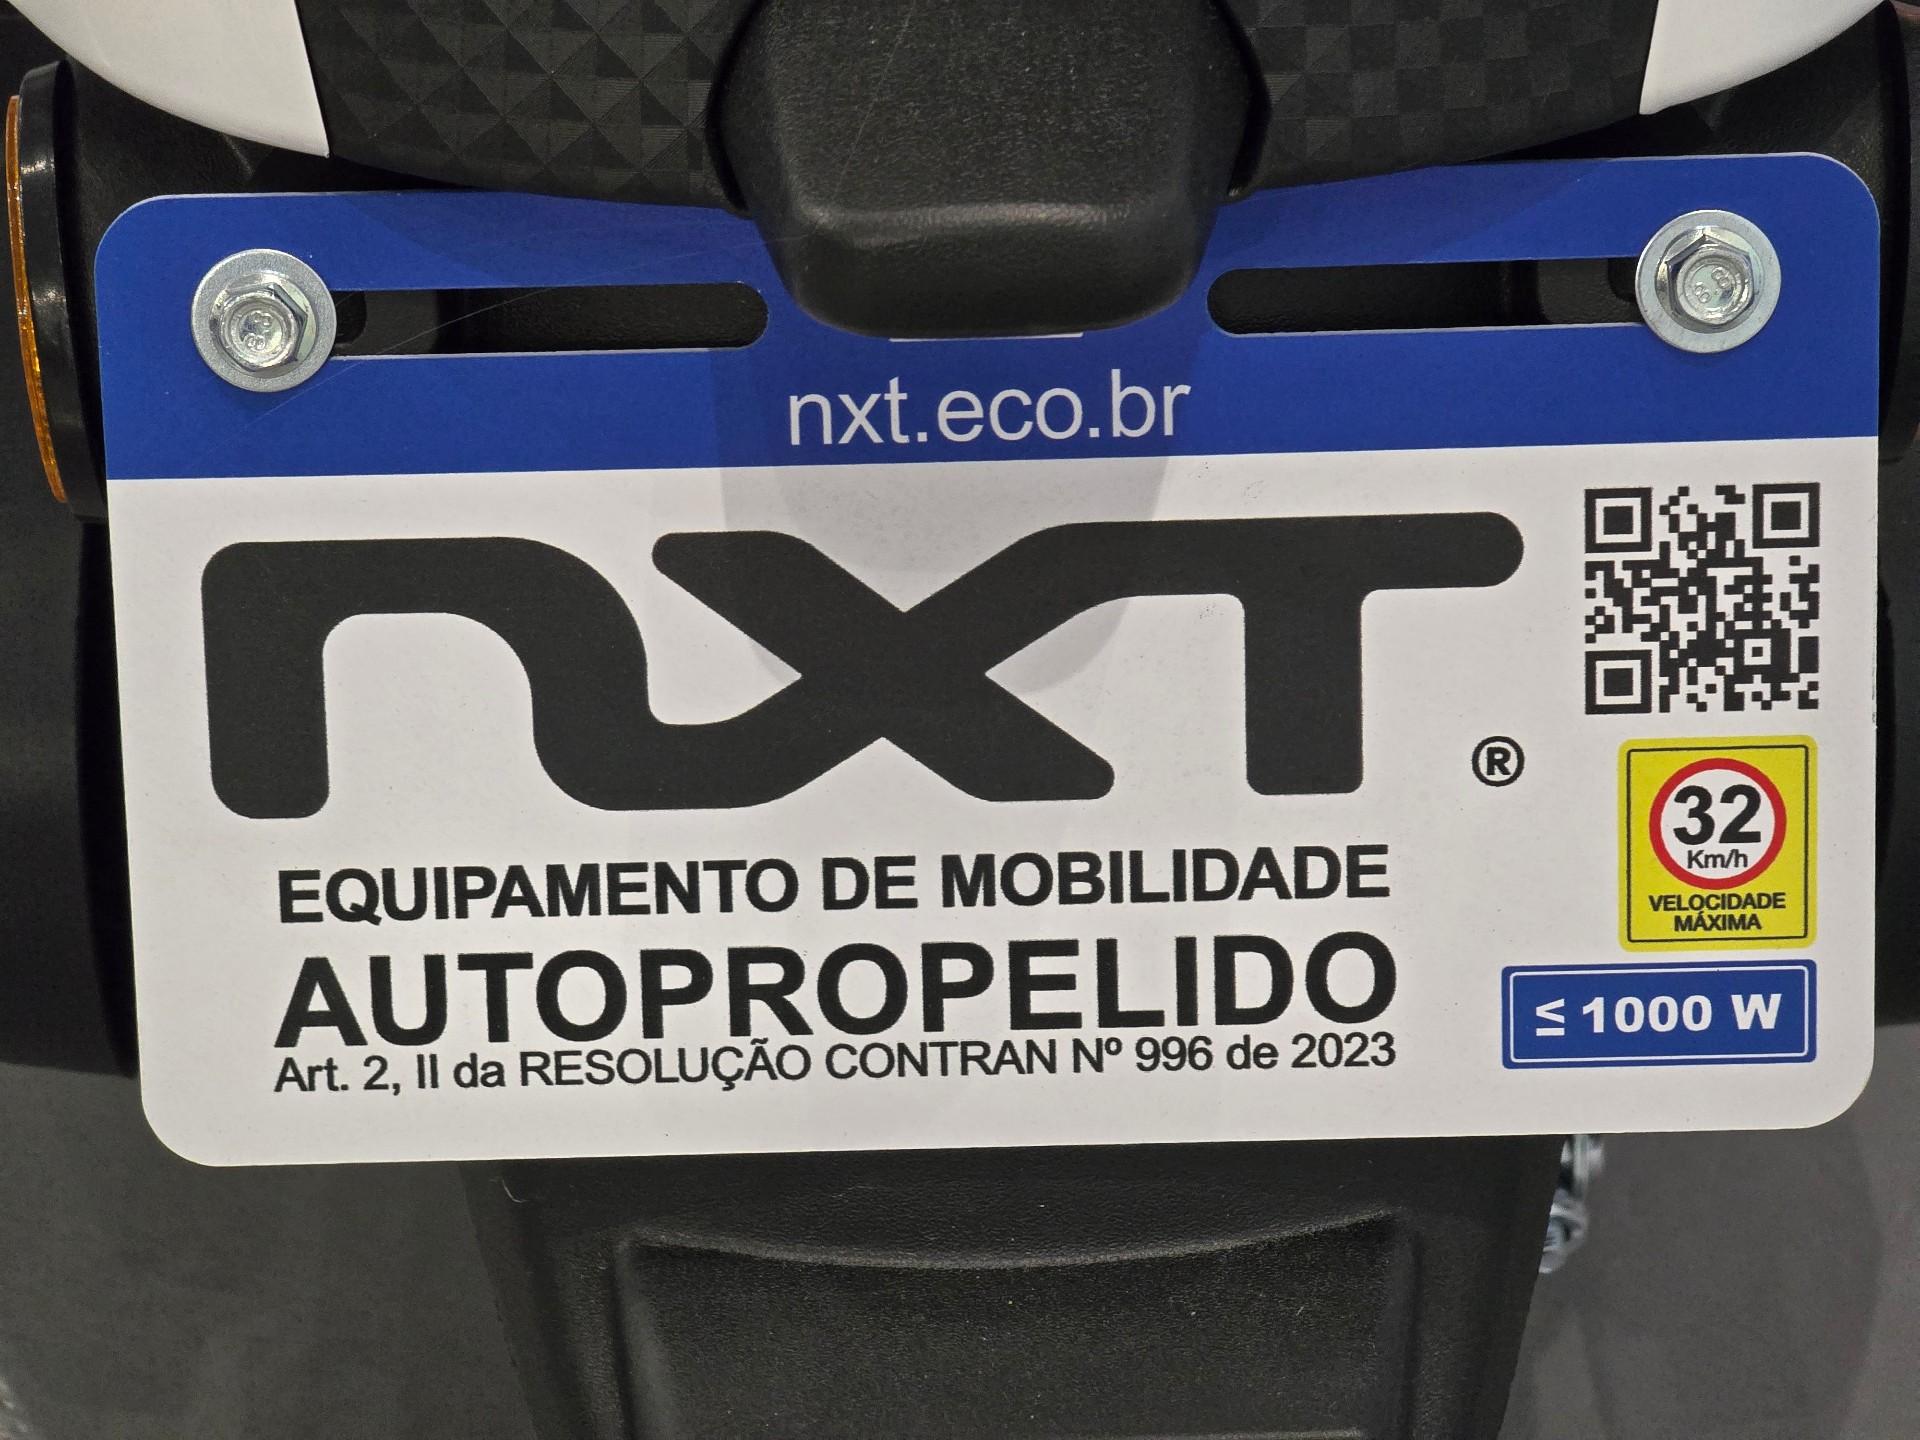 nxt.eco.br
nxt
®
EQUIPAMENTO DE MOBILIDADE
AUTOPROPELIDO
Art. 2, II da RESOLUÇÃO CONTRAN Nº 996 de 2023
32
Km/h
VELOCIDADE
MÁXIMA
≤ 1000 W